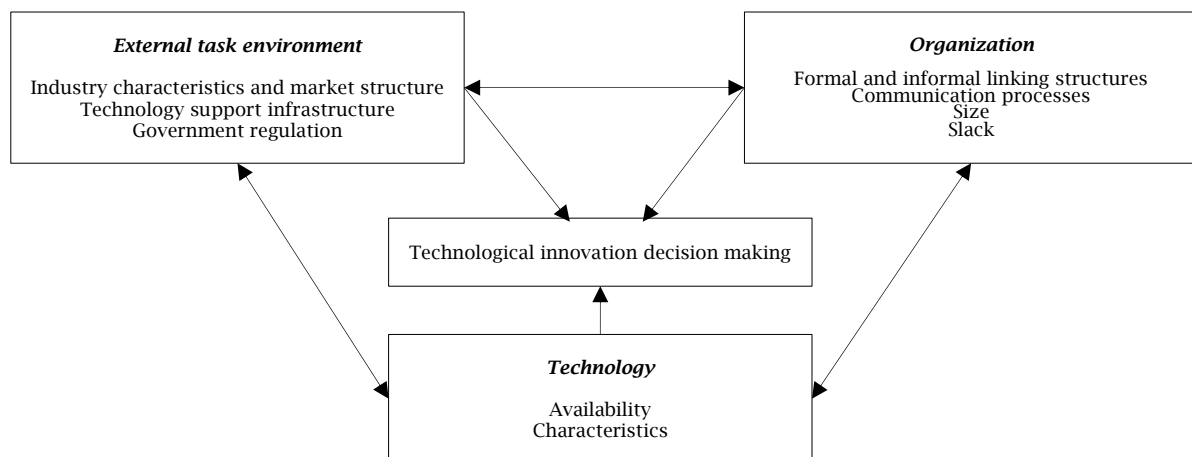 External task environment
Industry characteristics and market structure
Technology support infrastructure
Government regulation
Organization
Formal and informal linking structures
Communication processes
Size
Slack
Technological innovation decision making
Technology
Availability
Characteristics